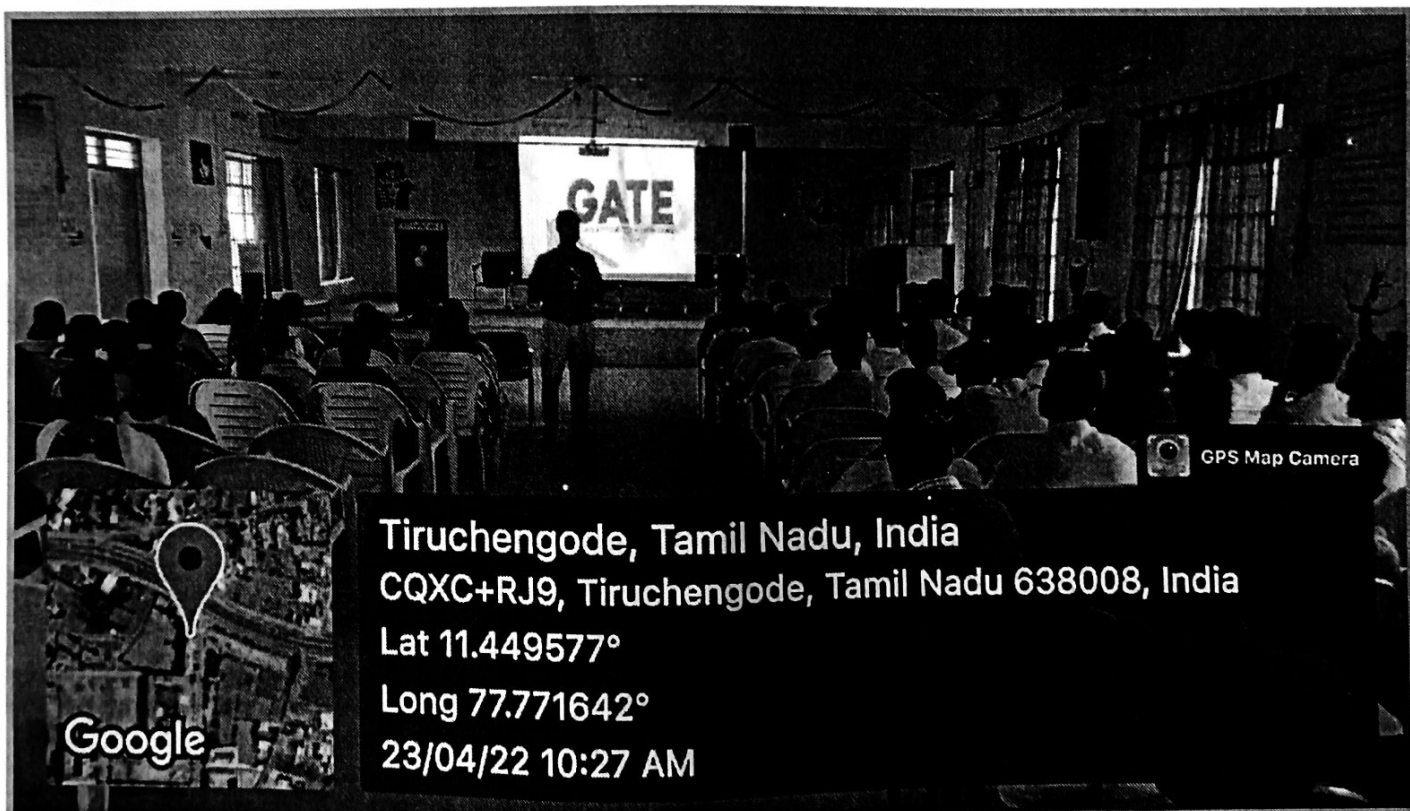 GATE
GPS Map Camera
Tiruchengode, Tamil Nadu, India
CQXC+RJ9, Tiruchengode, Tamil Nadu 638008, India
Lat 11.449577°
Long 77.771642°
23/04/22 10:27 AM
Google